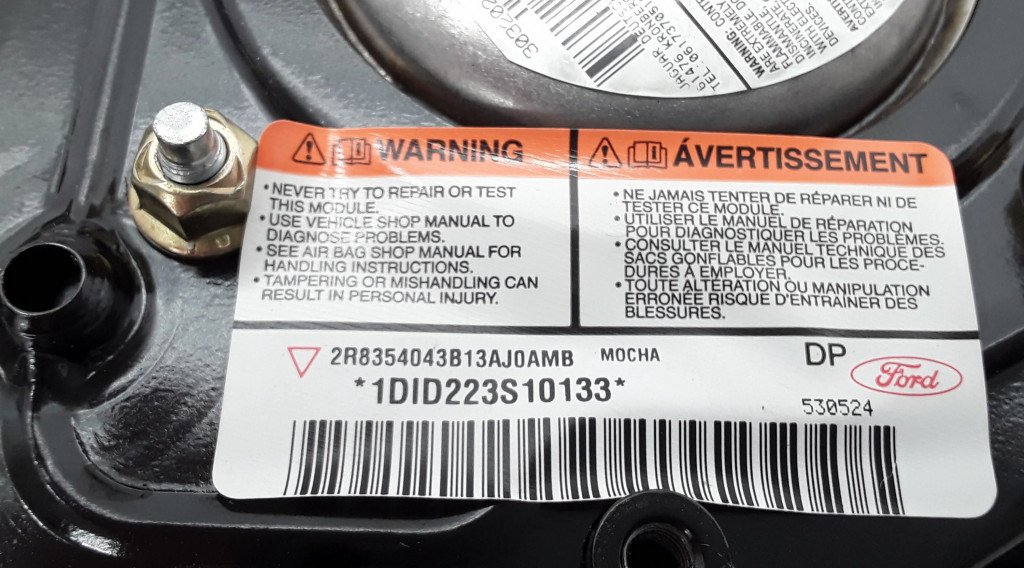 WARNING
• NEVER TRY TO REPAIR OR TEST
THIS MODULE.
• USE VEHICLE SHOP MANUAL TO
DIAGNOSE PROBLEMS.
• SEE AIR BAG SHOP MANUAL FOR
HANDLING INSTRUCTIONS.
• TAMPERING OR MISHANDLING CAN
RESULT IN PERSONAL INJURY.
ÁVERTISSEMENT
• NE JAMAIS TENTER DE RÉPARER NI DE
TESTER CE MODULE.
• UTILISER LE MANUEL DE RÉPARATION
POUR DIAGNOSTIQUER LES PROBLÈMES.
• CONSULTER LE MANUEL TECHNIQUE DES
SACS GONFLABLES POUR LES PROCÉ-
DURES À EMPLOYER.
• TOUTE ALTERATION OU MANIPULATION
ERRONÉE RISQUE D'ENTRAÎNER DES
BLESSURES.
2R8354043B13AJ0AMB MOCHA
DP
Ford
*1DID223S10133*
530524
WARNING: